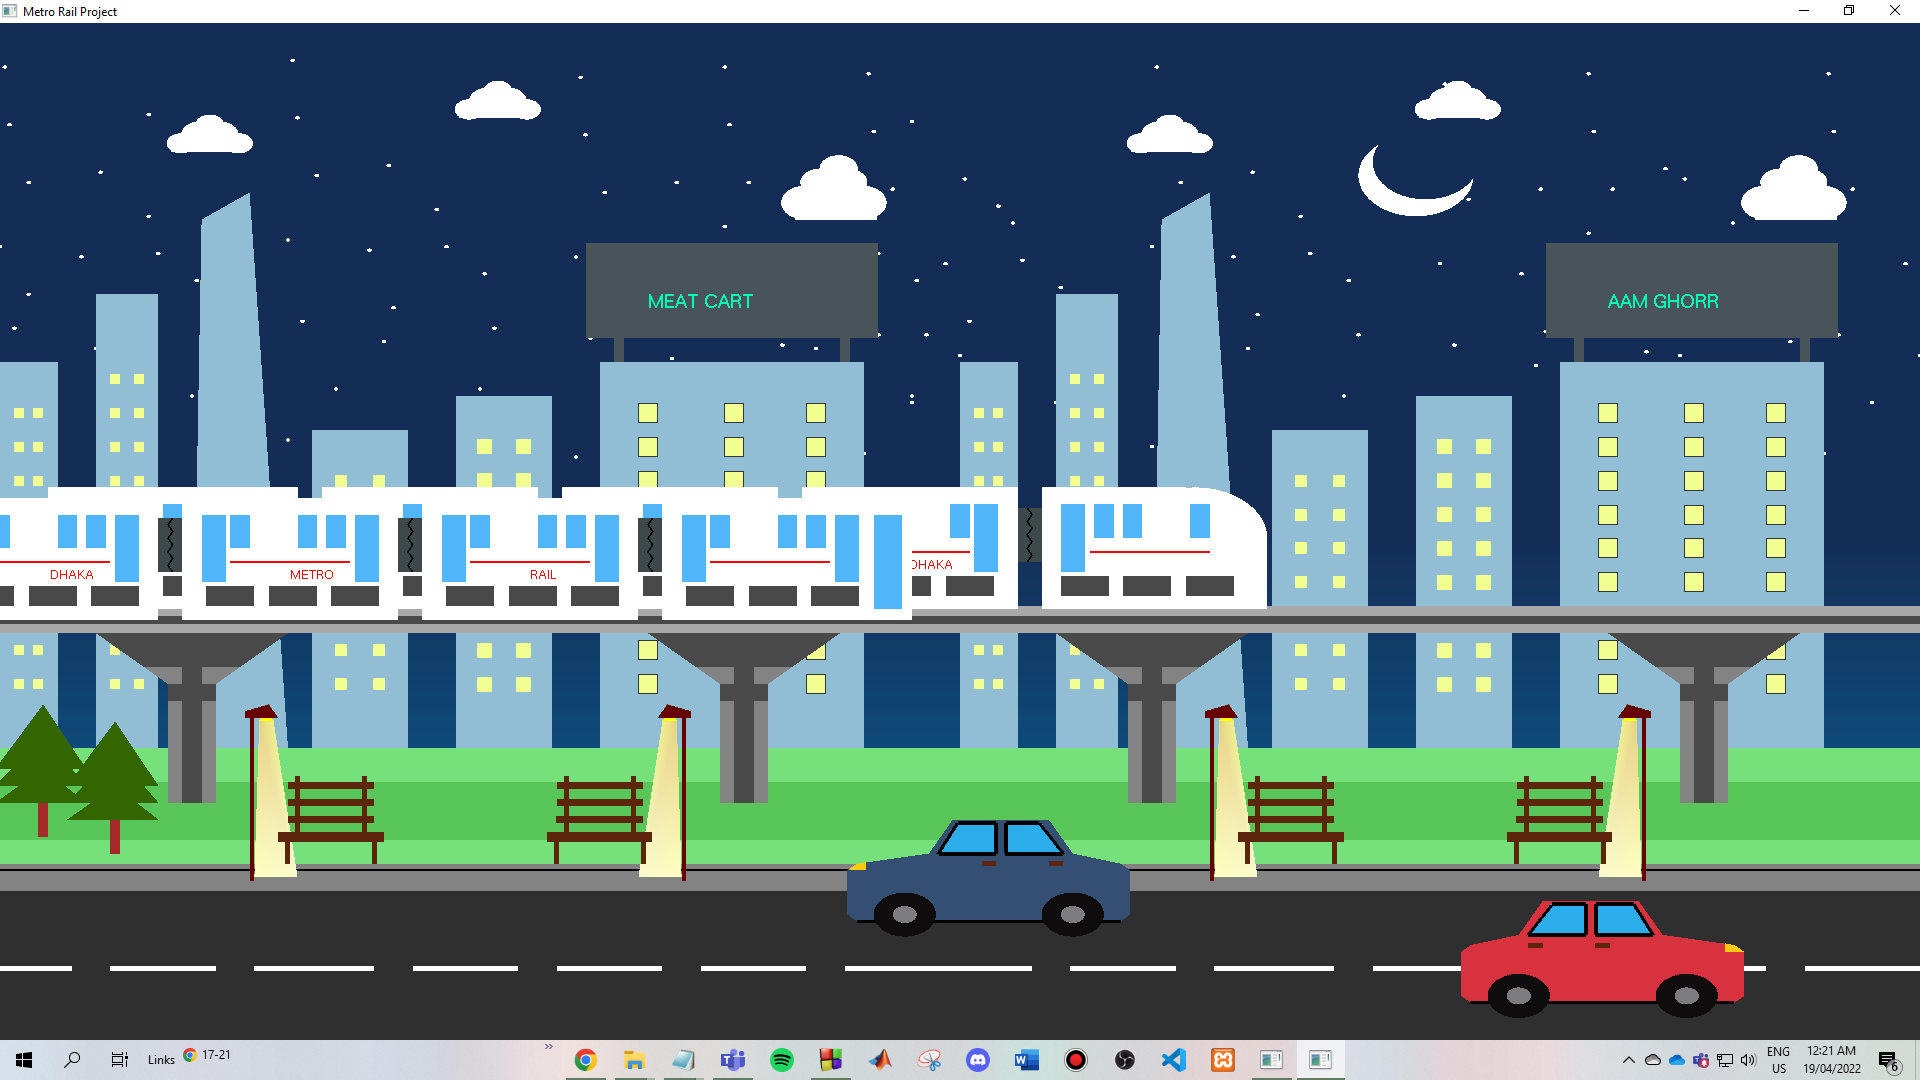 Metro Rail Project
MEAT CART
AAM GHORR
DHAKA
METRO
RAIL
DHAKA
Links
17-21
ENG
US
12:21 AM
19/04/2022
6